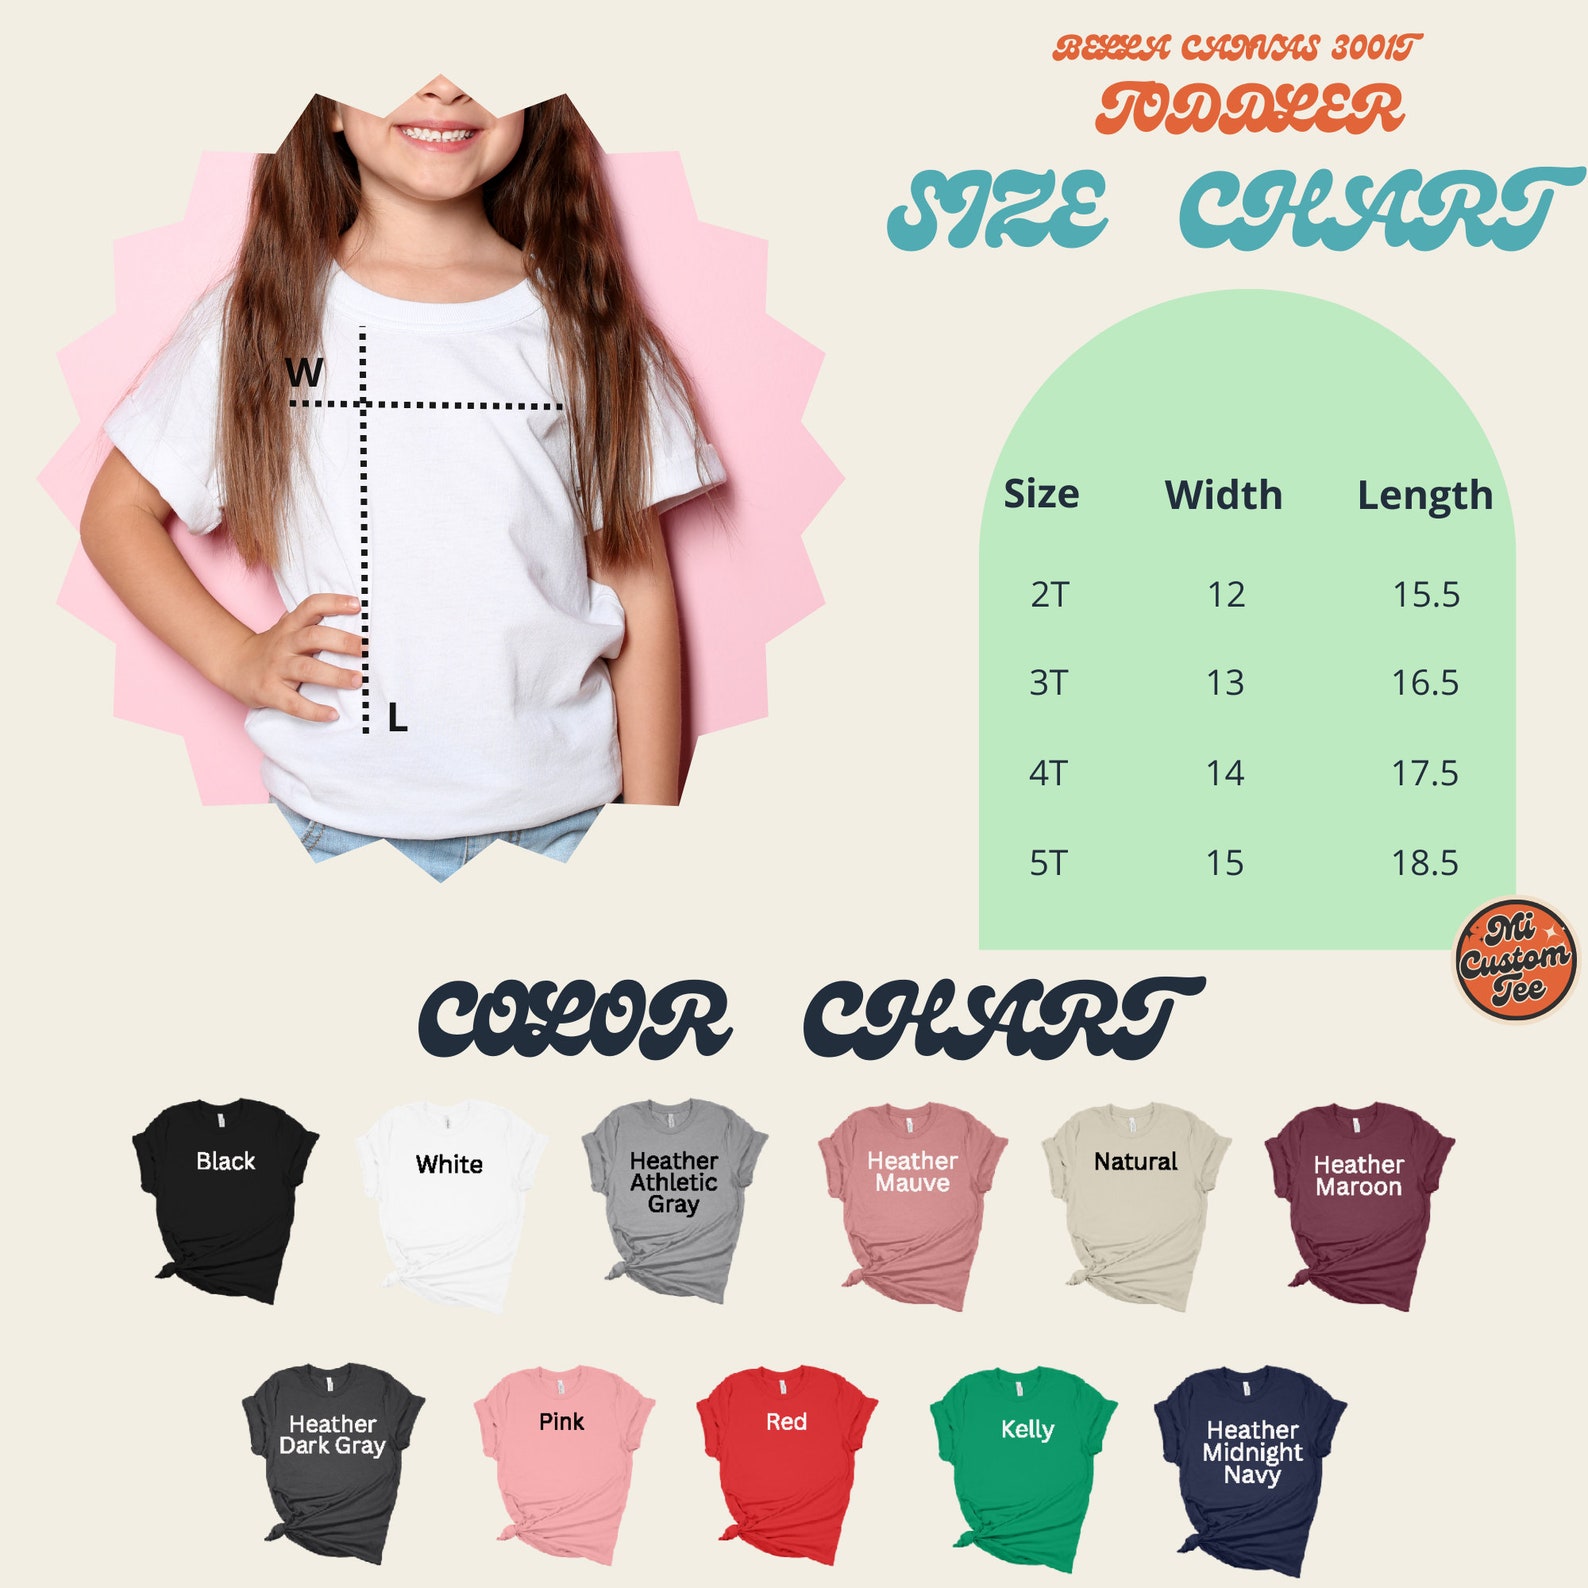 BELLA CANVAS 3001T
TODDLER
SIZE CHART
W
L
Size Width Length
2T 12 15.5
3T 13 16.5
4T 14 17.5
5T 15 18.5
Mi
Custom
Tee
COLOR CHART
Black
White
Heather
Athletic
Gray
Heather
Mauve
Natural
Heather
Maroon
Heather
Dark Gray
Pink
Red
Kelly
Heather
Midnight
Navy